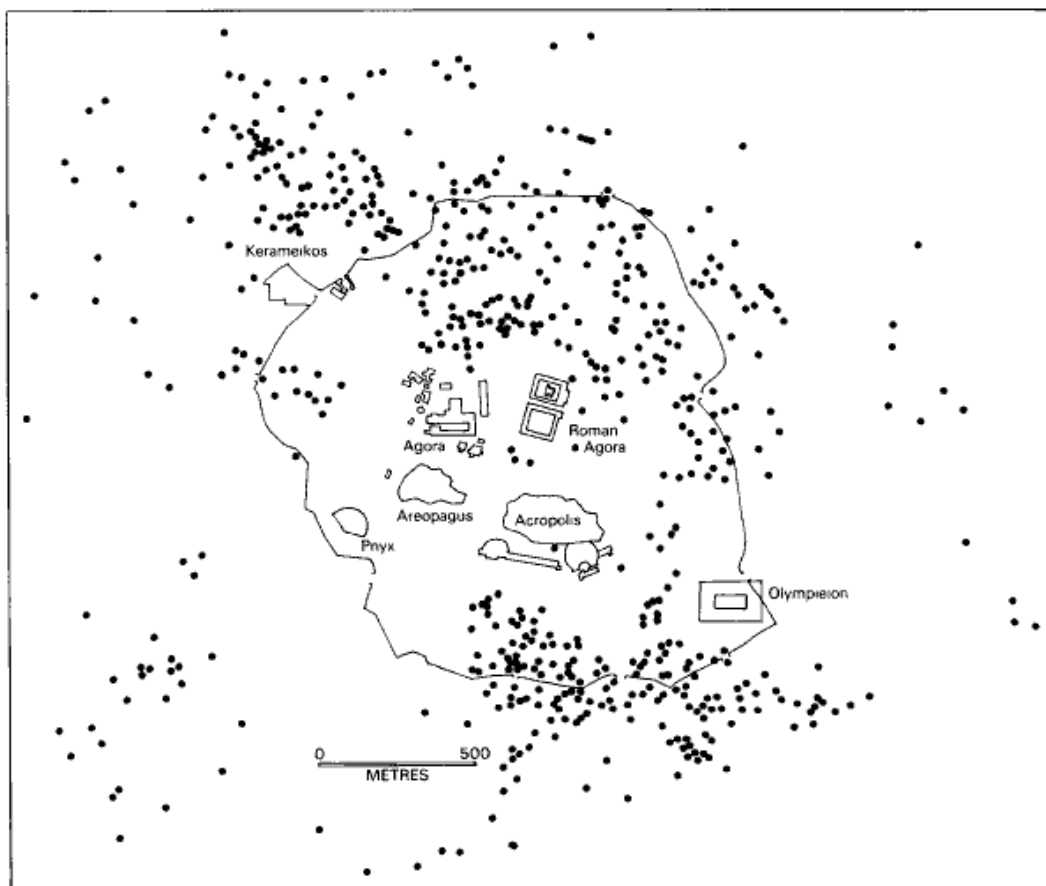 Kerameikos
Agora
Roman
Agora
Areopagus
Acropolis
Pnyx
Olympieion
0 500
METRES